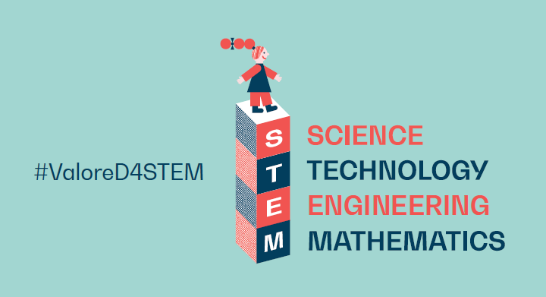 #ValoreD4STEM
S
T
E
M
SCIENCE
TECHNOLOGY
ENGINEERING
MATHEMATICS